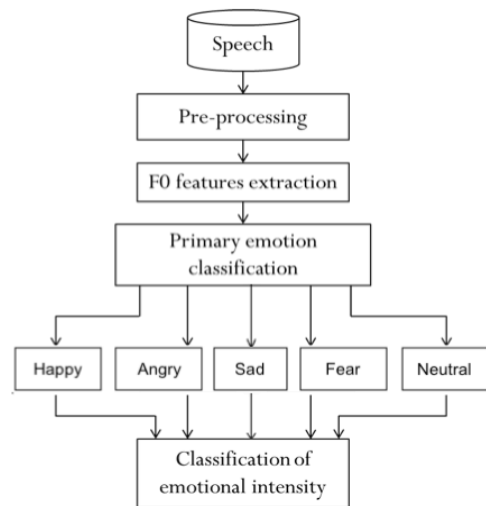 Speech
Pre-processing
F0 features extraction
Primary emotion
classification
Happy
Angry
Sad
Fear
Neutral
Classification of
emotional intensity